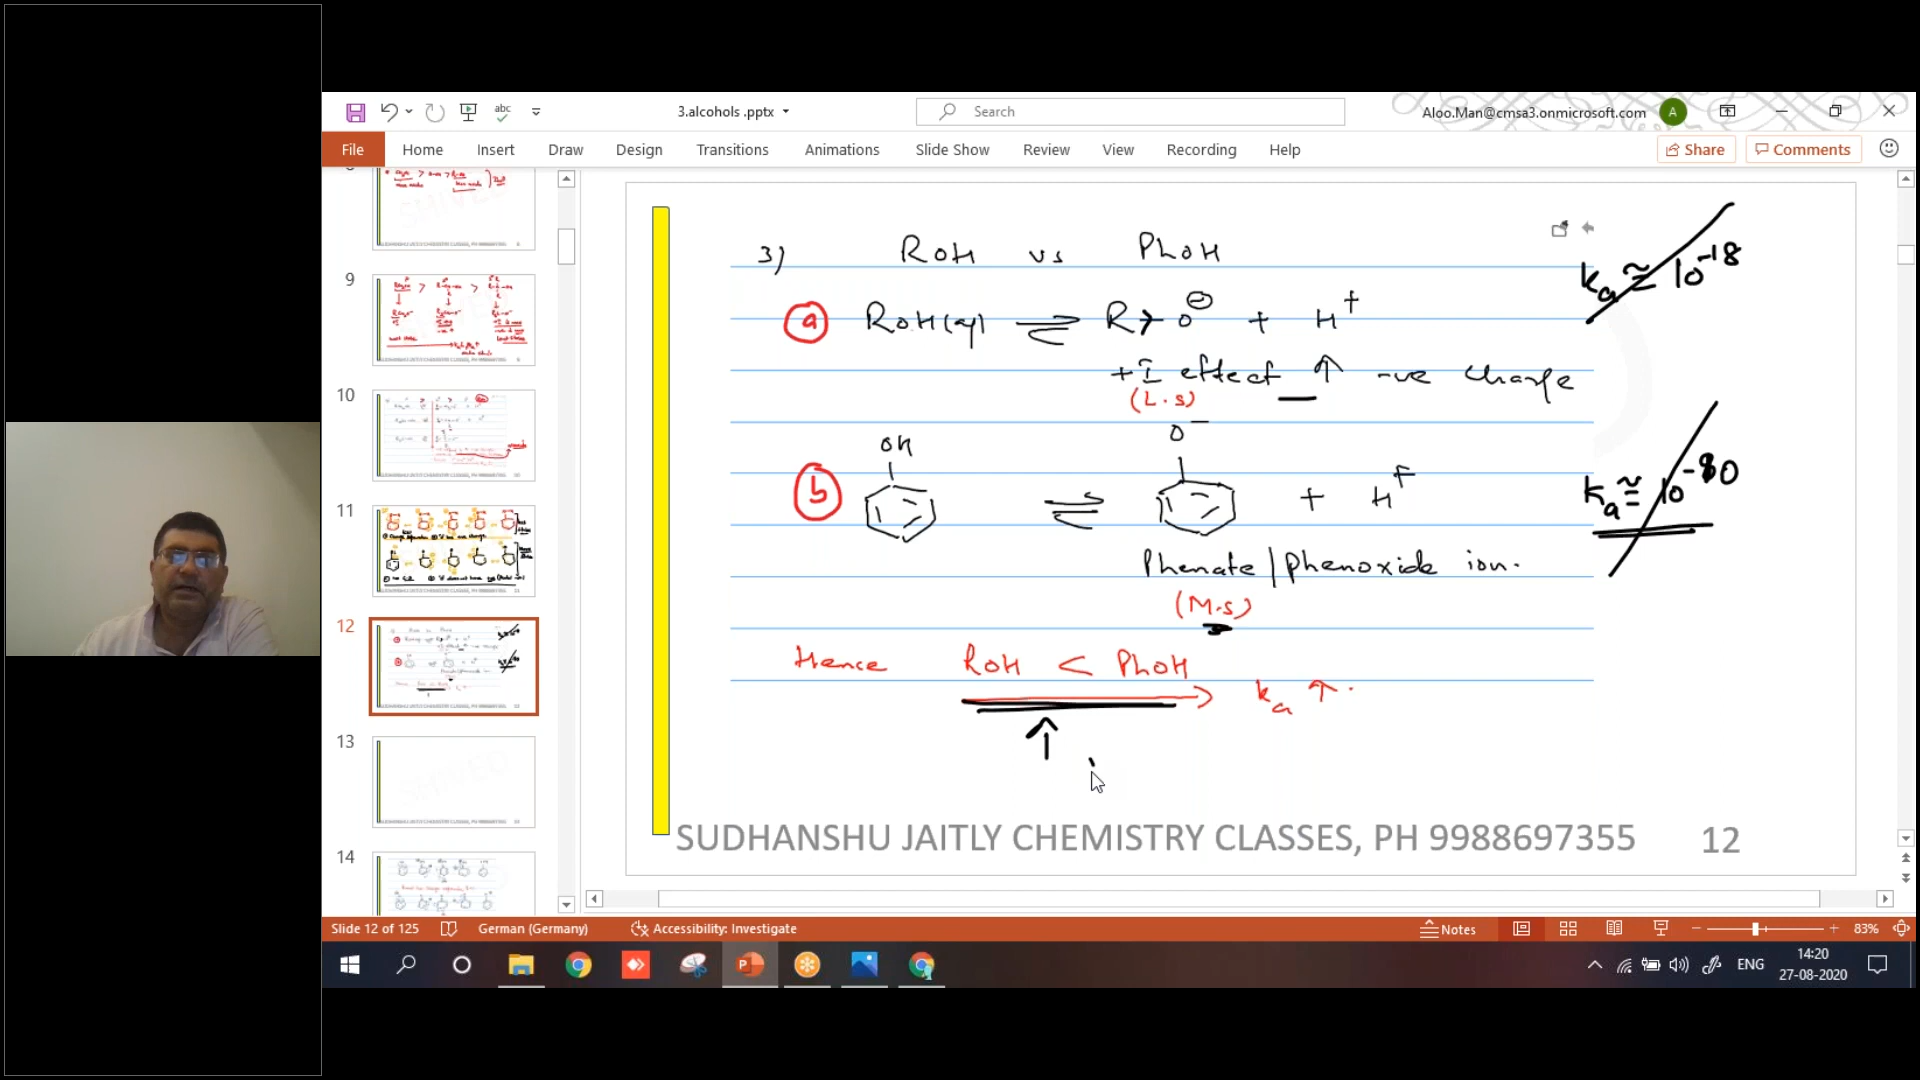 3.alcohols .pptx
Search
Aloo.Man@cmsa3.onmicrosoft.com
A
abc
File Home Insert Draw Design Transitions Animations Slide Show Review View Recording Help
Share Comments
9
10
11
12
13
14
3) ROH vs PhOH
ka ≅ 10-18
a ROH(aq) ⇌ R > O⊖ + H+
+I effect ↑ -ve charge
(L.s)
OH O-
b ⇌ + H+
ka ≅ 10-10
Phenate/phenoxide ion.
(M.s)
Hence ROH < PhOH
ka ↑.
SUDHANSHU JAITLY CHEMISTRY CLASSES, PH 9988697355 12
Slide 12 of 125 German (Germany) Accessibility: Investigate Notes 83%
ENG
14:20
27-08-2020